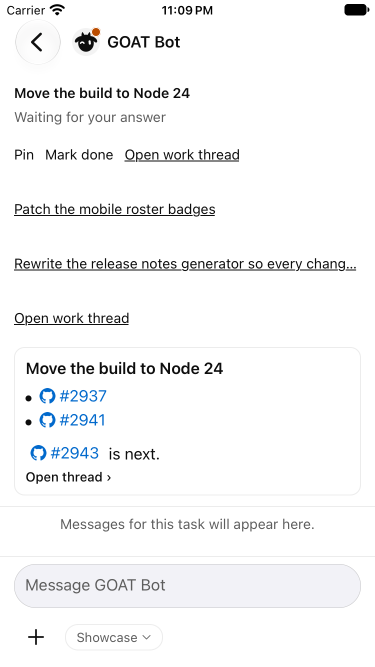 Carrier 11:09 PM
GOAT Bot
Move the build to Node 24
Waiting for your answer
Pin Mark done Open work thread
Patch the mobile roster badges
Rewrite the release notes generator so every chang...
Open work thread
Move the build to Node 24
• #2937
• #2941
#2943 is next.
Open thread ›
Messages for this task will appear here.
Message GOAT Bot
Showcase